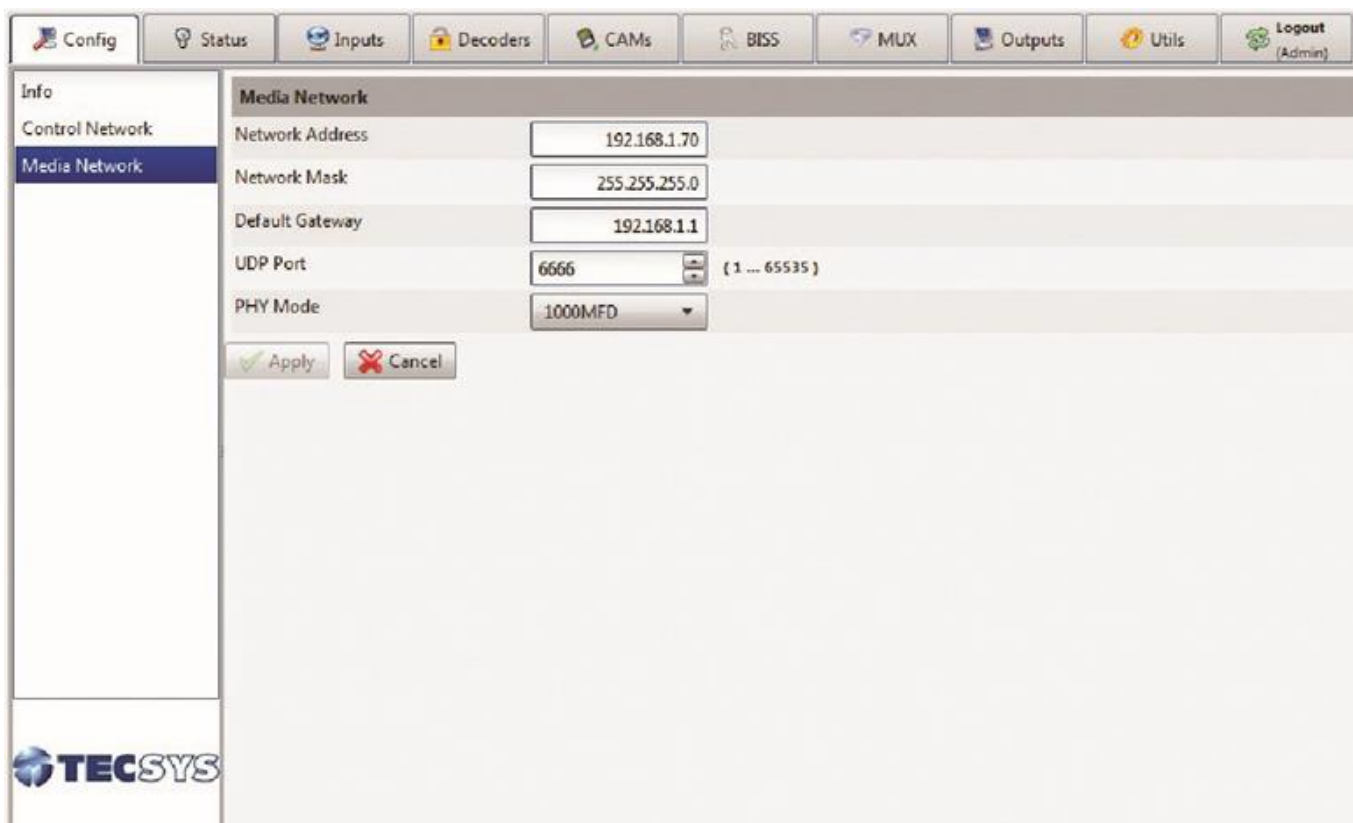 Config Status Inputs Decoders CAMs BISS MUX Outputs Utils Logout
(Admin)
Info
Control Network
Media Network
Media Network
Network Address 192.168.1.70
Network Mask 255.255.255.0
Default Gateway 192.168.1.1
UDP Port 6666 ( 1 ... 65535 )
PHY Mode 1000MFD
Apply Cancel
TECSYS